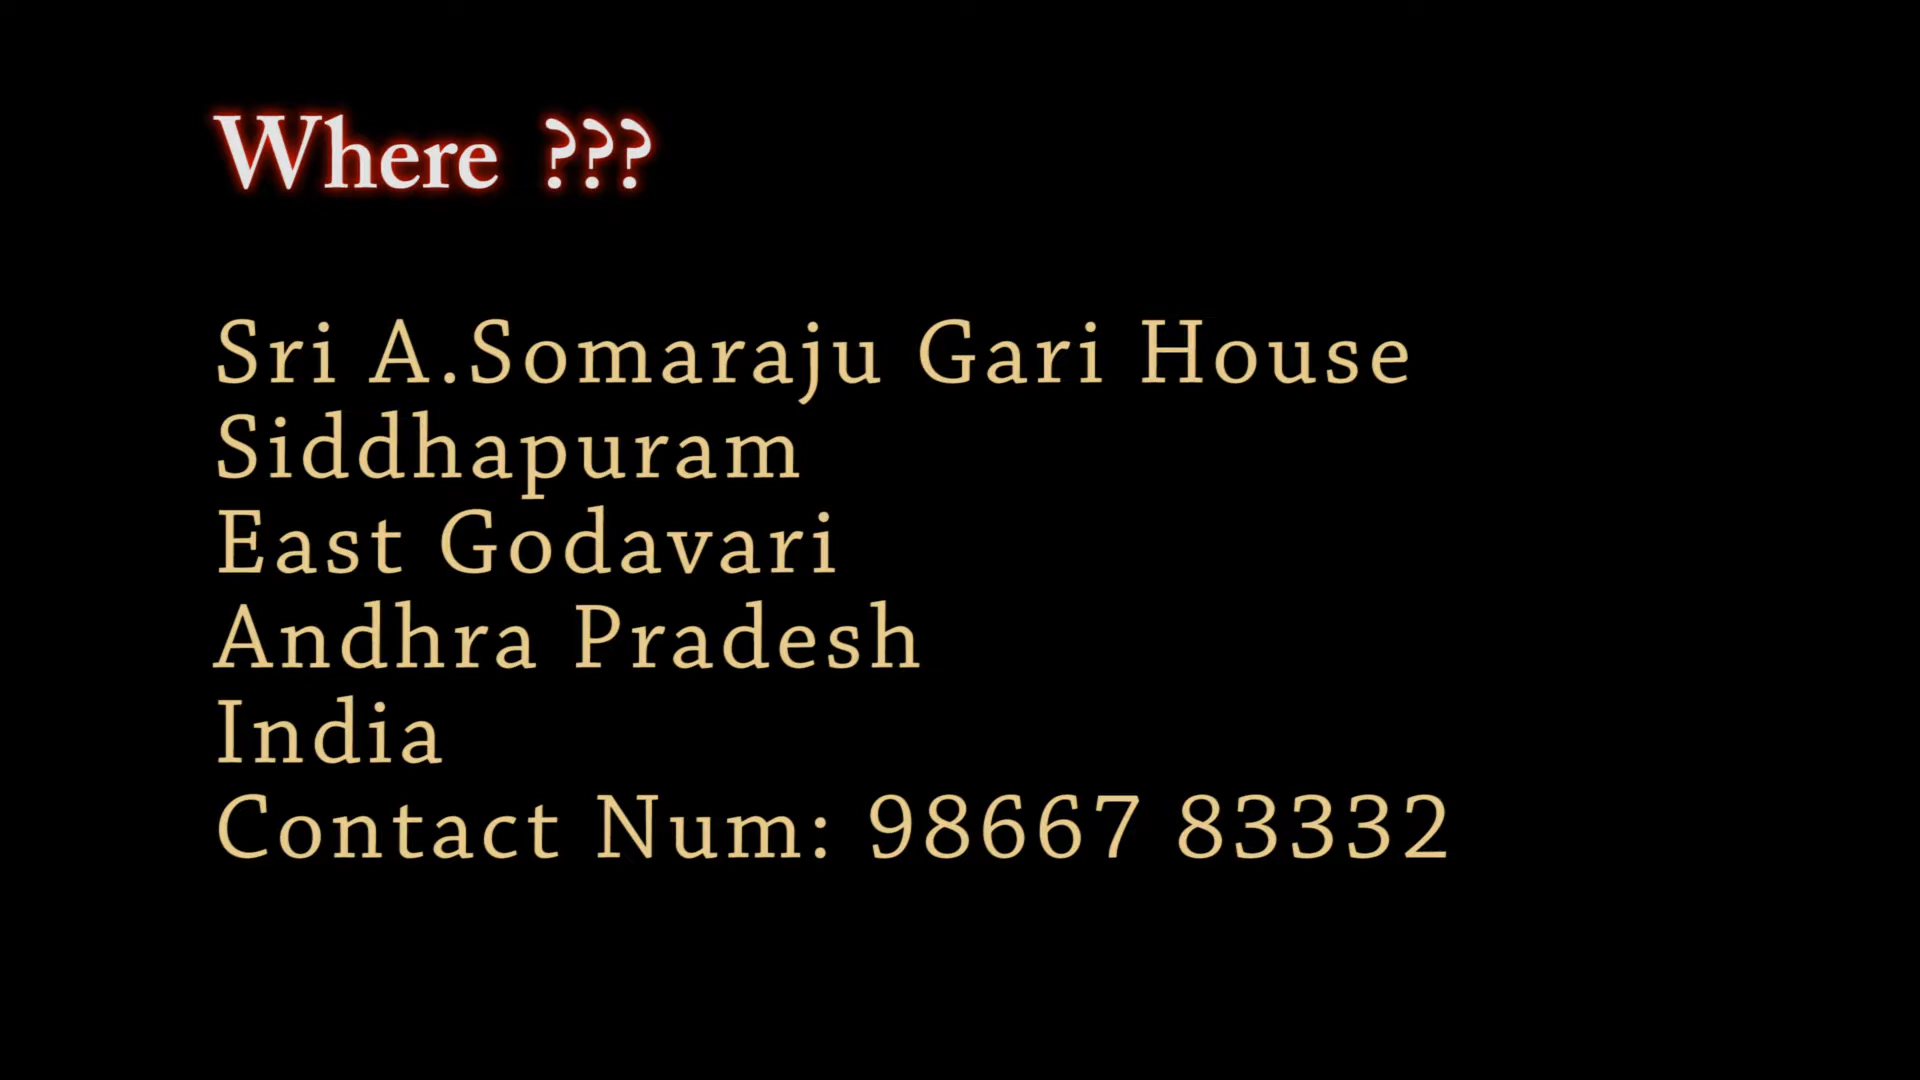 Where ???
Sri A.Somaraju Gari House
Siddhapuram
East Godavari
Andhra Pradesh
India
Contact Num: 98667 83332